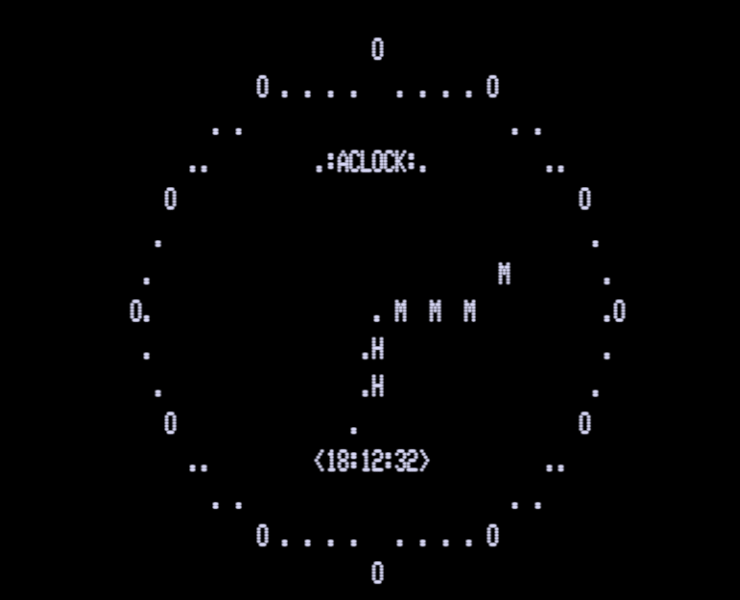 O
O.... ....O
.. ..
.. .:ACLOCK:. ..
O O
. .
. M .
O. .M M M .O
. .H .
. .H .
O . O
.. <18:12:32> ..
.. ..
O.... ....O
O